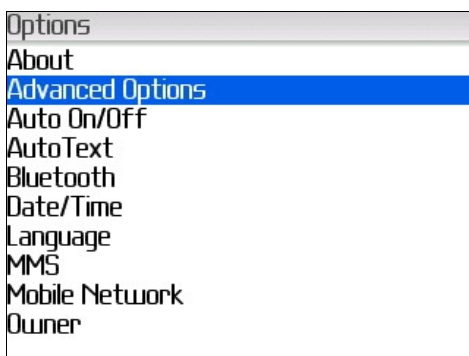 Options
About
Advanced Options
Auto On/Off
AutoText
Bluetooth
Date/Time
Language
MMS
Mobile Network
Owner